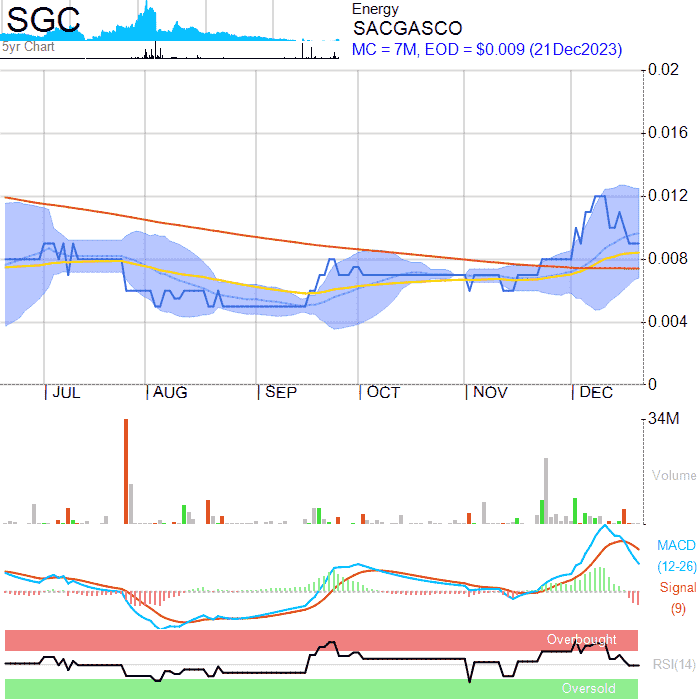 SGC
5yr Chart
Energy
SACGASCO
MC = 7M, EOD = $0.009 (21Dec2023)
0.02
0.016
0.012
0.008
0.004
0
JUL
AUG
SEP
OCT
NOV
DEC
34M
Volume
MACD
(12-26)
Signal
(9)
Overbought
RSI(14)
Oversold